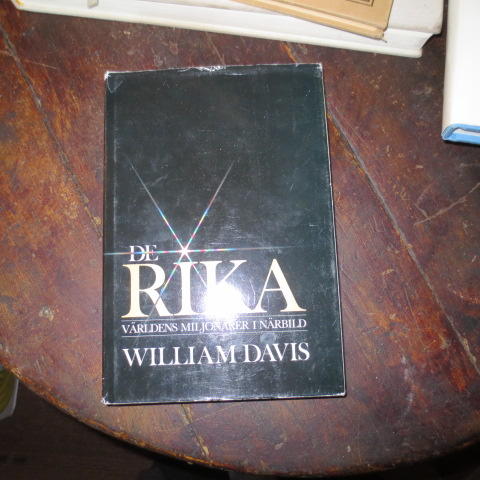 DE
RIKA
VÄRLDENS MILJONÄRER I NÄRBILD
WILLIAM DAVIS